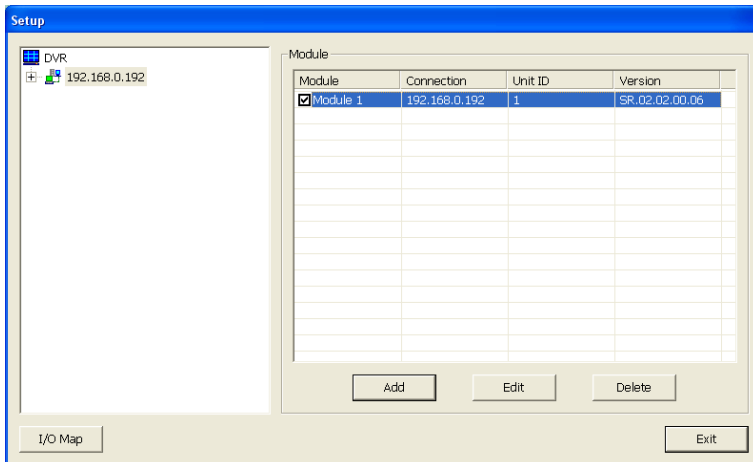 Setup
DVR
192.168.0.192
Module
Module Connection Unit ID Version
Module 1 192.168.0.192 1 SR.02.02.00.06
Add Edit Delete
I/O Map Exit